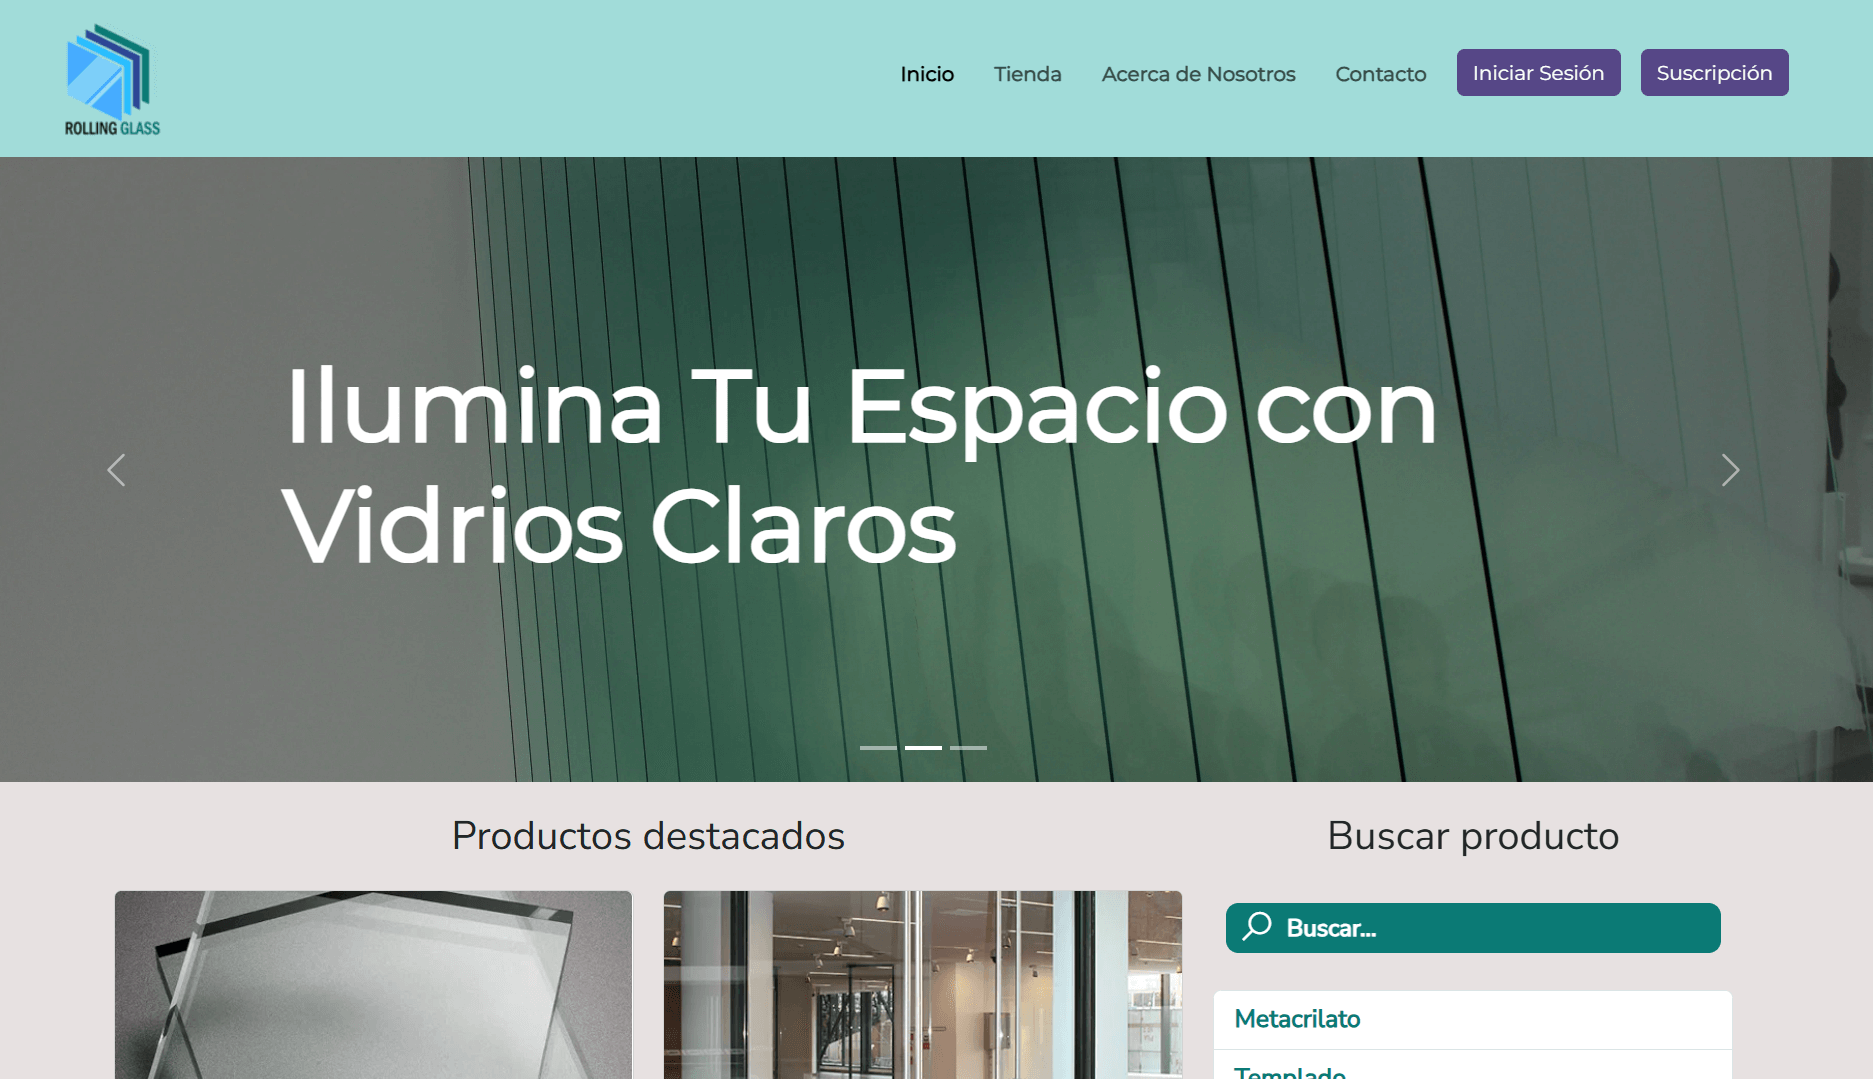 ROLLING GLASS
Inicio
Tienda
Acerca de Nosotros
Contacto
Iniciar Sesión
Suscripción
Ilumina Tu Espacio con
Vidrios Claros
Productos destacados
Buscar producto
Buscar...
Metacrilato
Templado